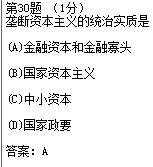 第30题 （1分）
垄断资本主义的统治实质是
(A)金融资本和金融寡头
(B)国家资本主义
(C)中小资本
(D)国家政要
答案: A